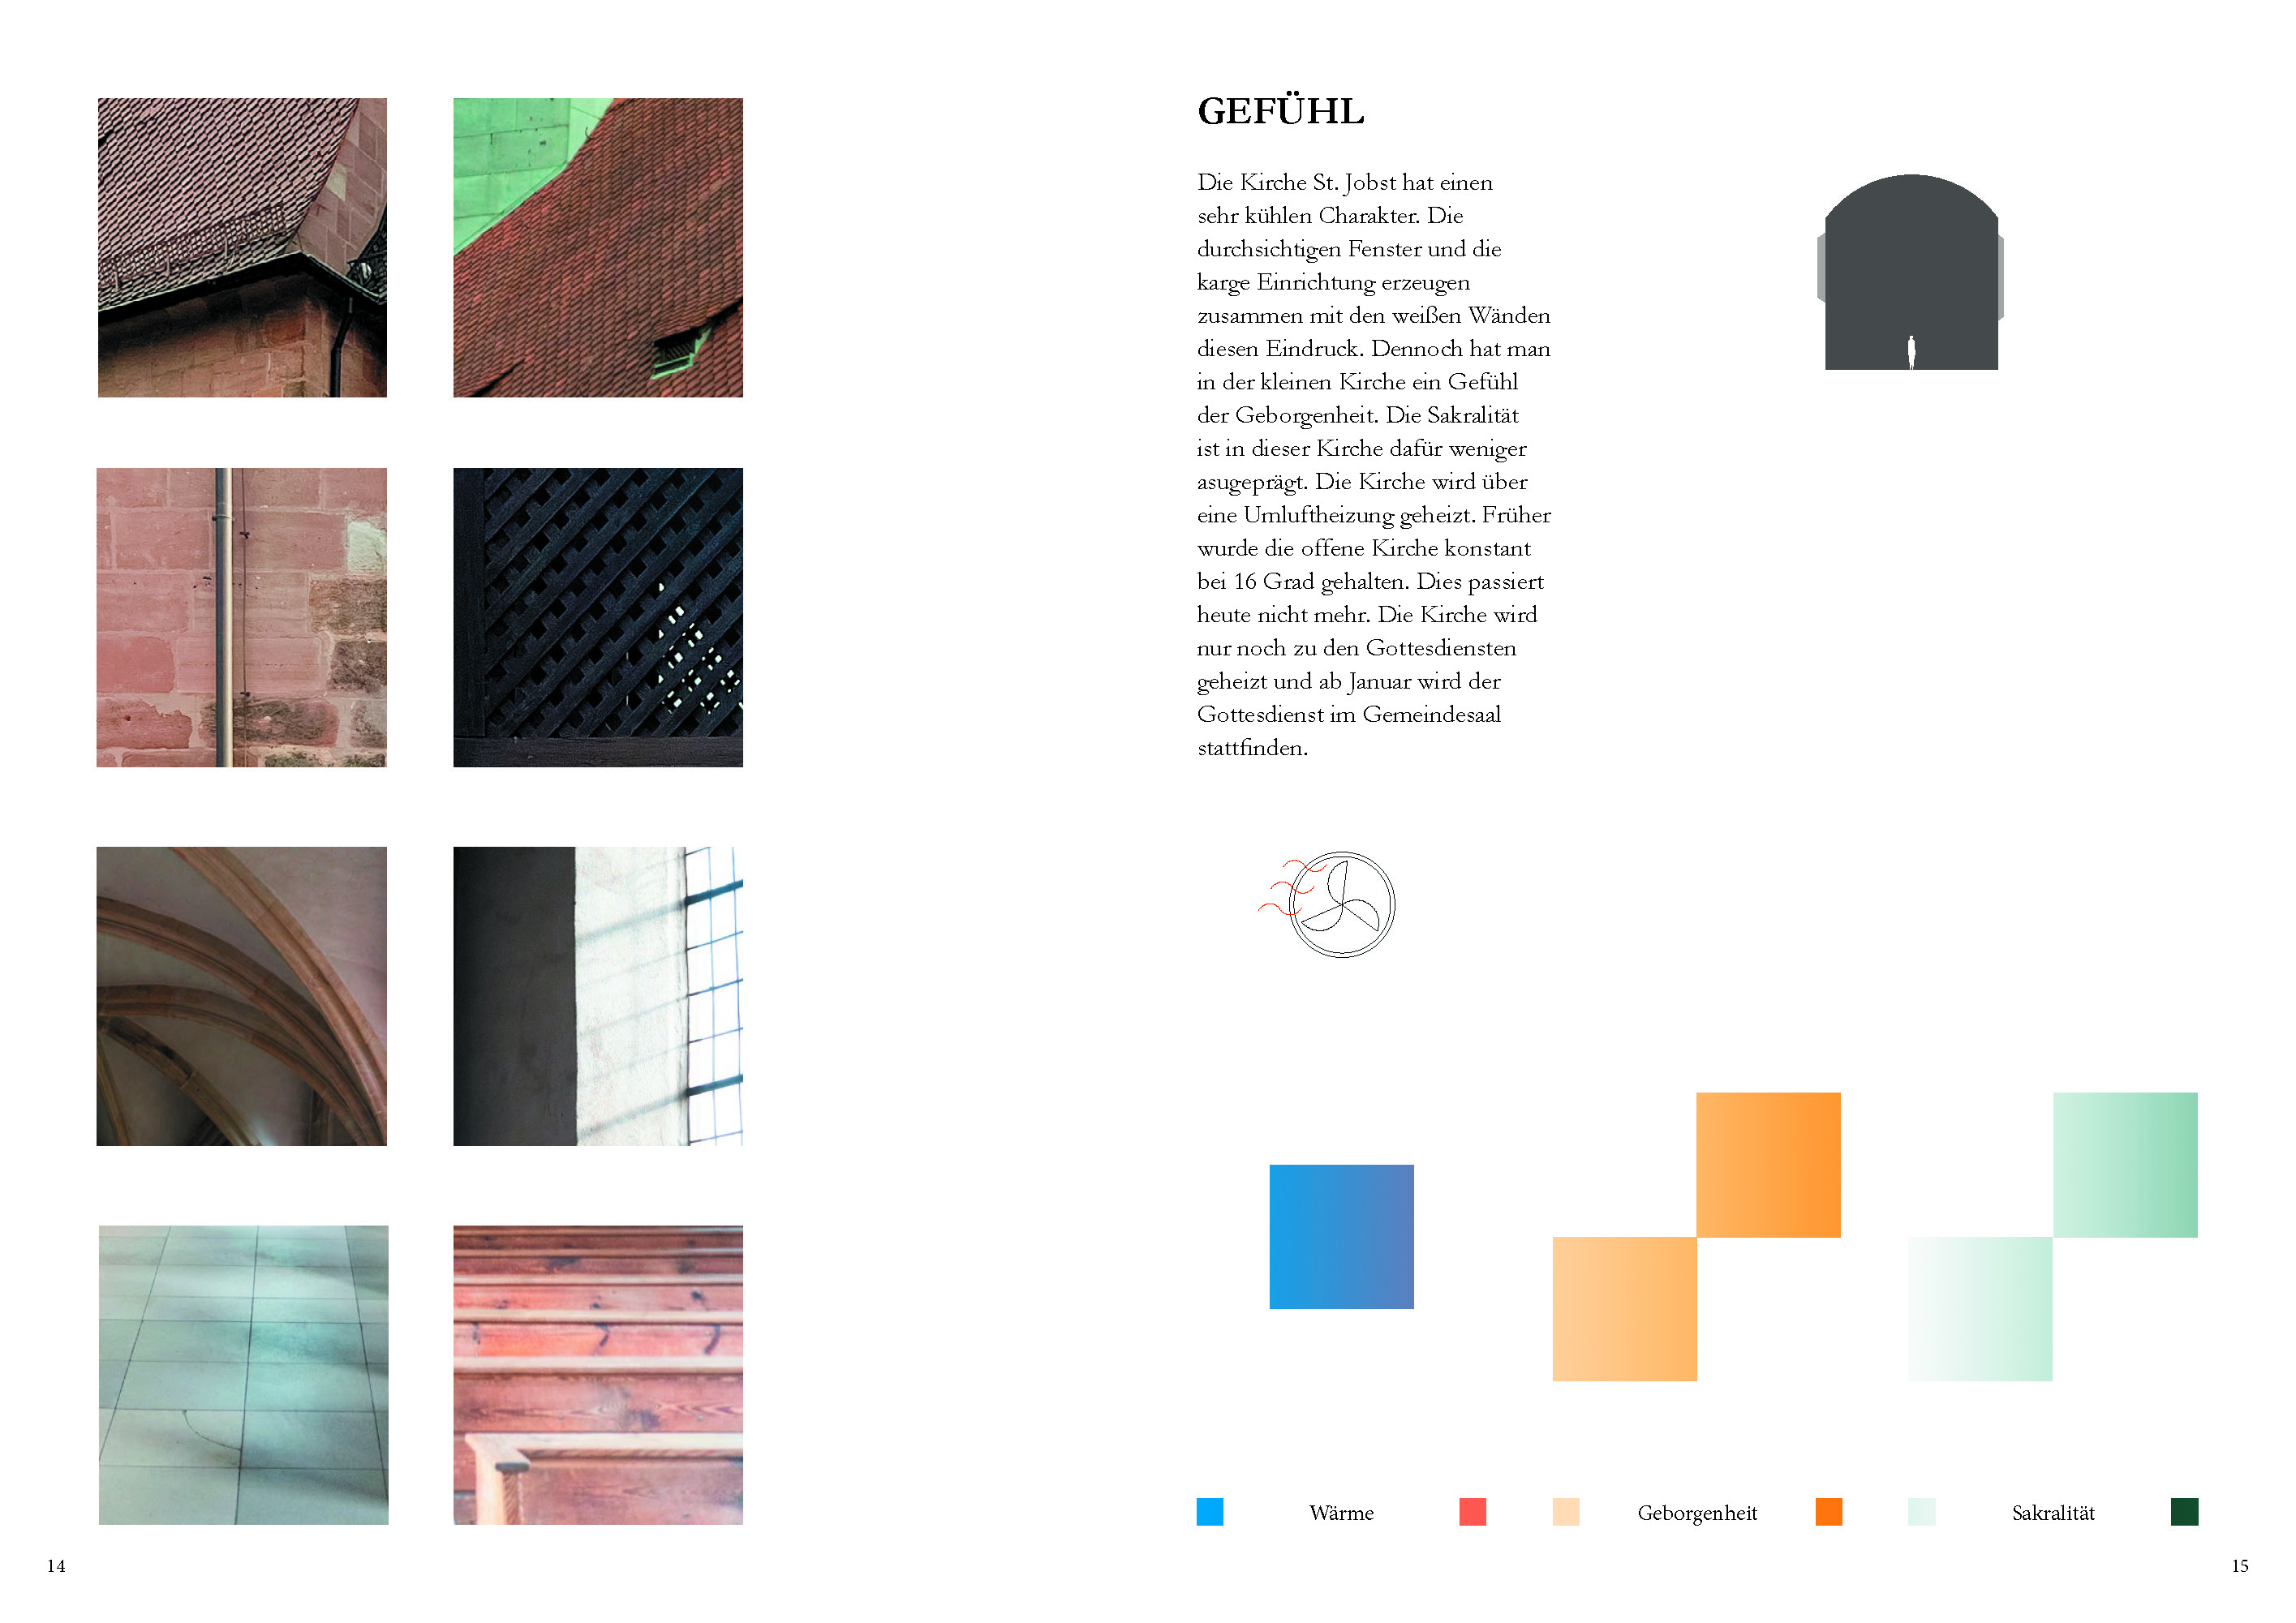 GEFÜHL
Die Kirche St. Jobst hat einen
sehr kühlen Charakter. Die
durchsichtigen Fenster und die
karge Einrichtung erzeugen
zusammen mit den weißen Wänden
diesen Eindruck. Dennoch hat man
in der kleinen Kirche ein Gefühl
der Geborgenheit. Die Sakralität
ist in dieser Kirche dafür weniger
asugeprägt. Die Kirche wird über
eine Umluftheizung geheizt. Früher
wurde die offene Kirche konstant
bei 16 Grad gehalten. Dies passiert
heute nicht mehr. Die Kirche wird
nur noch zu den Gottesdiensten
geheizt und ab Januar wird der
Gottesdienst im Gemeindesaal
stattfinden.
Wärme
Geborgenheit
Sakralität
14
15